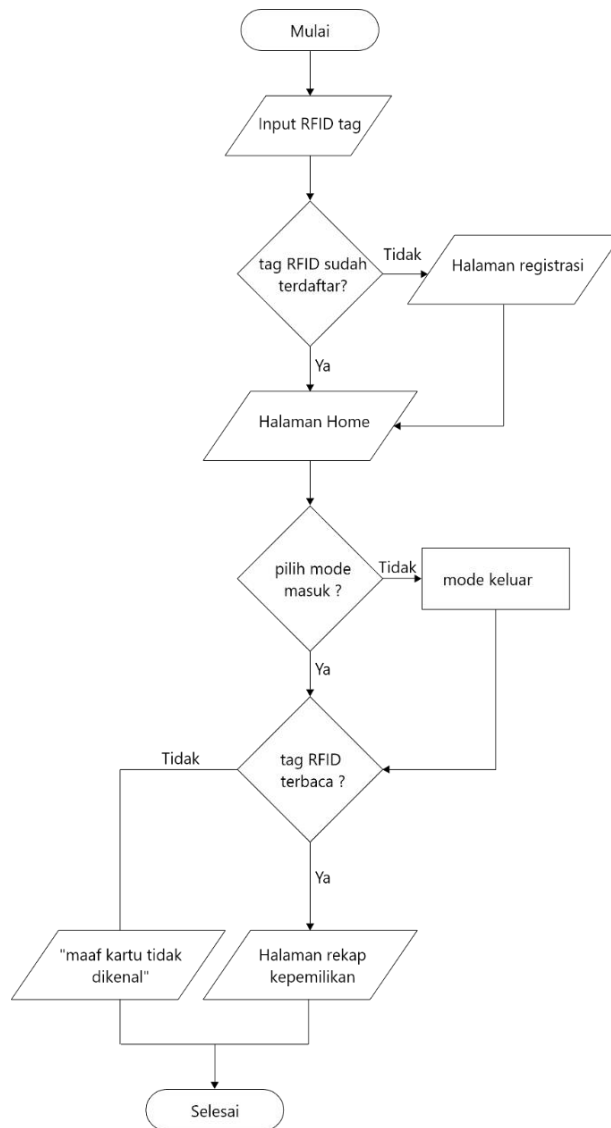 Mulai
Input RFID tag
tag RFID sudah
terdaftar?
Tidak
Halaman registrasi
Ya
Halaman Home
pilih mode
masuk ?
Tidak
mode keluar
Ya
tag RFID
terbaca ?
Tidak
Ya
"maaf kartu tidak
dikenal"
Halaman rekap
kepemilikan
Selesai